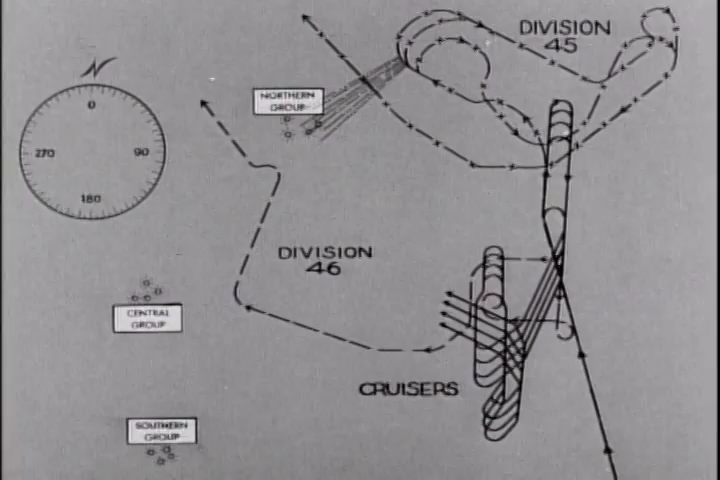 DIVISION
45
N
NORTHERN
GROUP
0
270
90
180
DIVISION
46
CENTRAL
GROUP
CRUISERS
SOUTHERN
GROUP